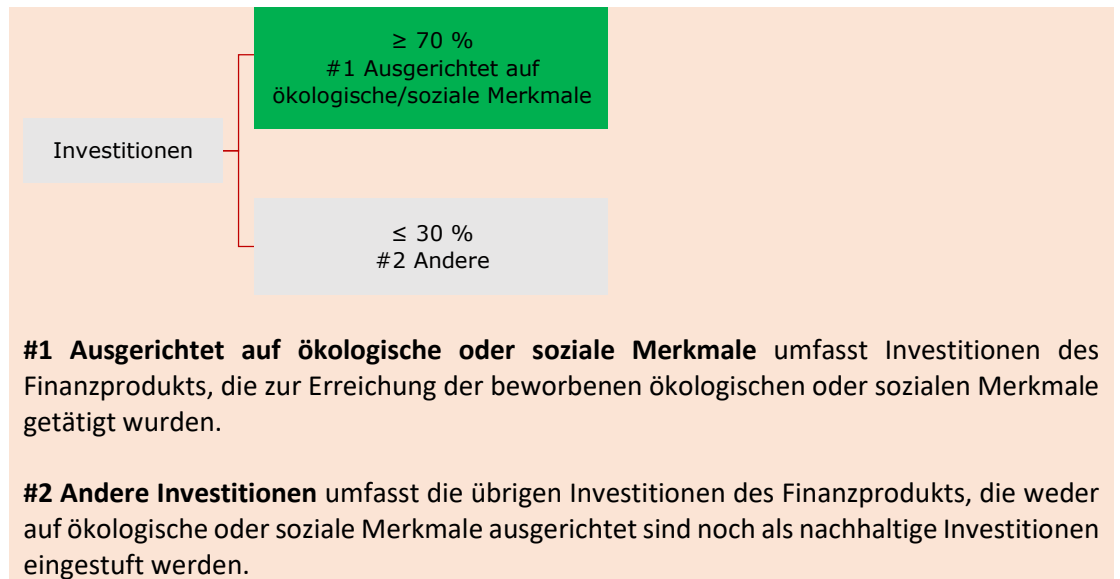 ≥ 70 %
#1 Ausgerichtet auf
ökologische/soziale Merkmale
Investitionen
≤ 30 %
#2 Andere
#1 Ausgerichtet auf ökologische oder soziale Merkmale umfasst Investitionen des
Finanzprodukts, die zur Erreichung der beworbenen ökologischen oder sozialen Merkmale
getätigt wurden.
#2 Andere Investitionen umfasst die übrigen Investitionen des Finanzprodukts, die weder
auf ökologische oder soziale Merkmale ausgerichtet sind noch als nachhaltige Investitionen
eingestuft werden.